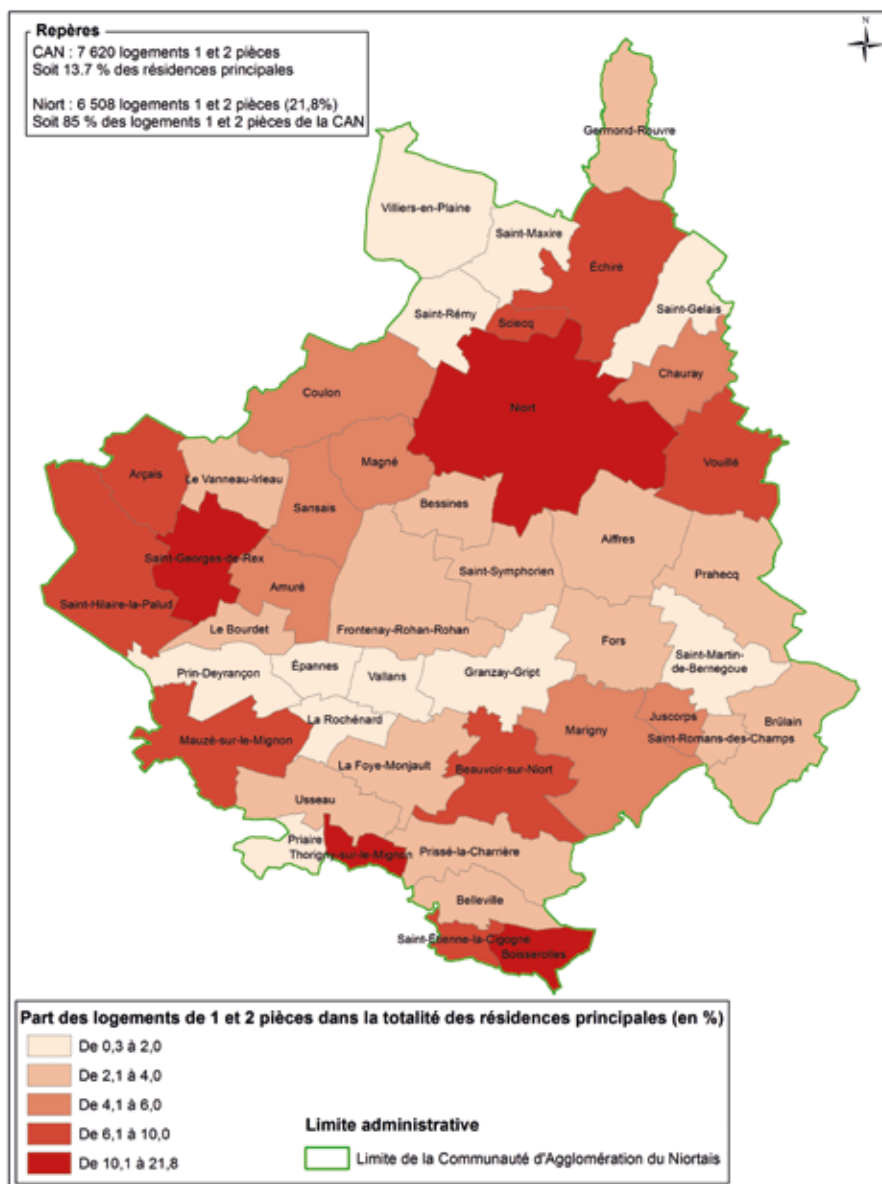 Repères
CAN : 7 620 logements 1 et 2 pièces
Soit 13.7 % des résidences principales
Niort : 6 508 logements 1 et 2 pièces (21,8%)
Soit 85 % des logements 1 et 2 pièces de la CAN
N
Germond-Rouvre
Villiers-en-Plaine
Saint-Maxire
Échiré
Saint-Gelais
Saint-Rémy
Sciecq
Chauray
Coulon
Niort
Vouillé
Magné
Arçais
Le Vanneau-Irleau
Sansais
Bessines
Aiffres
Saint-Georges-de-Rex
Prahecq
Saint-Symphorien
Amuré
Saint-Hilaire-la-Palud
Le Bourdet
Frontenay-Rohan-Rohan
Fors
Saint-Martin-
de-Bernegoue
Prin-Deyrançon
Épannes
Vallans
Granzay-Gript
La Rochénard
Juscorps
Brûlain
Marigny
Saint-Romans-des-Champs
Mauzé-sur-le-Mignon
La Foye-Monjault
Beauvoir-sur-Niort
Usseau
Priaire
Thorigny-sur-le-Mignon
Prissé-la-Charrière
Belleville
Saint-Étienne-la-Cigogne
Boisserolles
Part des logements de 1 et 2 pièces dans la totalité des résidences principales (en %)
De 0,3 à 2,0
De 2,1 à 4,0
De 4,1 à 6,0
De 6,1 à 10,0
De 10,1 à 21,8
Limite administrative
Limite de la Communauté d'Agglomération du Niortais